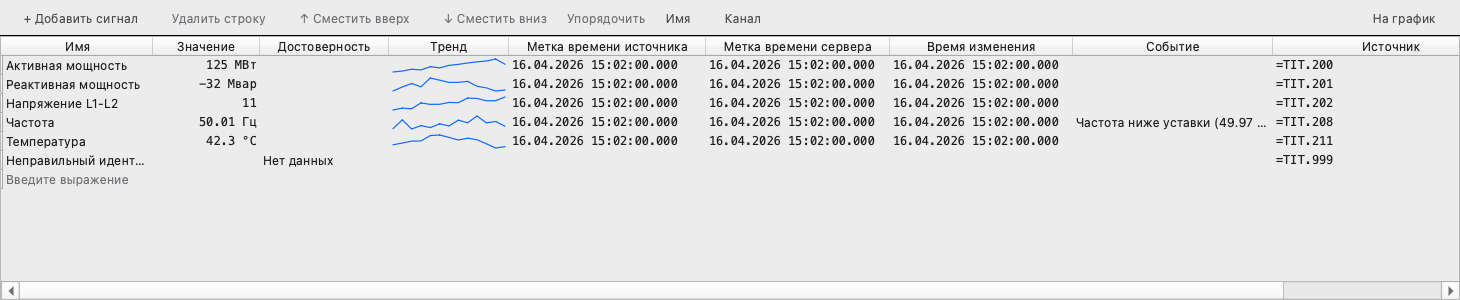 + Добавить сигнал Удалить строку ↑ Сместить вверх ↓ Сместить вниз Упорядочить Имя Канал На график
Имя Значение Достоверность Тренд Метка времени источника Метка времени сервера Время изменения Событие Источник
Активная мощность 125 МВт 16.04.2026 15:02:00.000 16.04.2026 15:02:00.000 16.04.2026 15:02:00.000 =TIT.200
Реактивная мощность −32 Мвар 16.04.2026 15:02:00.000 16.04.2026 15:02:00.000 16.04.2026 15:02:00.000 =TIT.201
Напряжение L1-L2 11 16.04.2026 15:02:00.000 16.04.2026 15:02:00.000 16.04.2026 15:02:00.000 =TIT.202
Частота 50.01 Гц 16.04.2026 15:02:00.000 16.04.2026 15:02:00.000 16.04.2026 15:02:00.000 Частота ниже уставки (49.97 ... =TIT.208
Температура 42.3 °C 16.04.2026 15:02:00.000 16.04.2026 15:02:00.000 16.04.2026 15:02:00.000 =TIT.211
Неправильный идент... Нет данных =TIT.999
Введите выражение